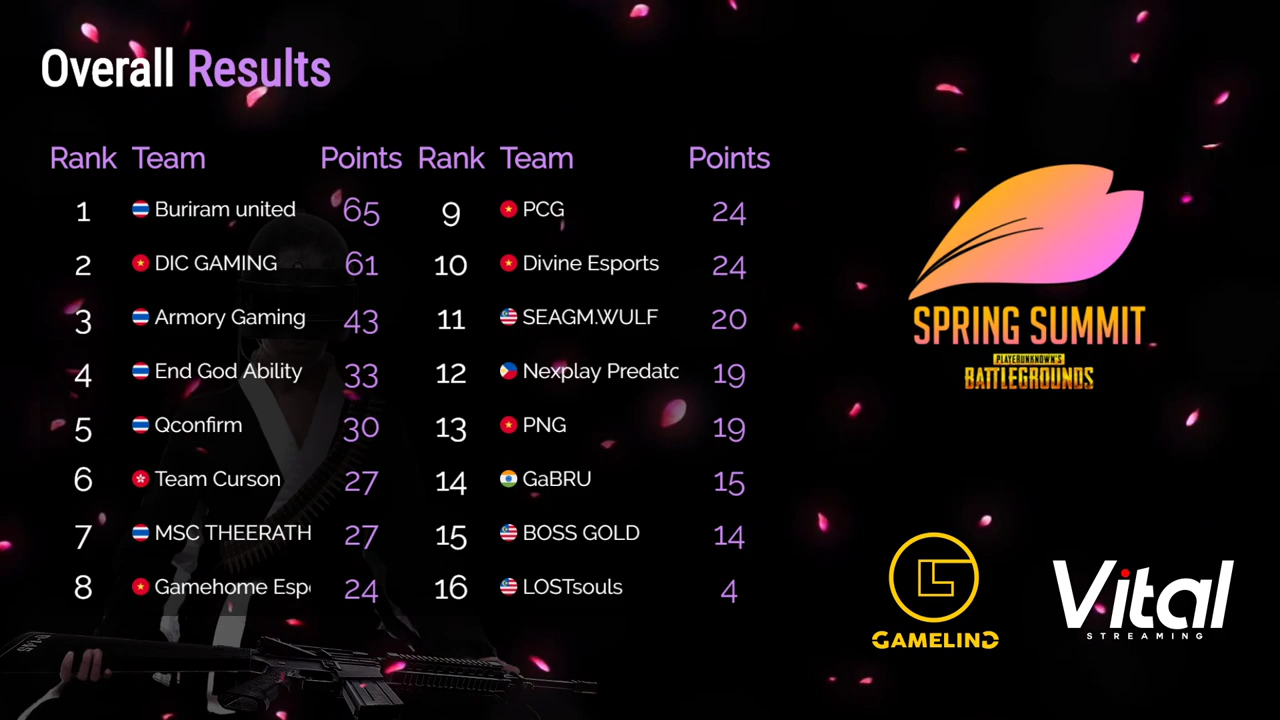 Overall Results
Rank Team Points Rank Team Points
1 Buriram united 65 9 PCG 24
2 DIC GAMING 61 10 Divine Esports 24
3 Armory Gaming 43 11 SEAGM.WULF 20
4 End God Ability 33 12 Nexplay Predatc 19
5 Qconfirm 30 13 PNG 19
6 Team Curson 27 14 GaBRU 15
7 MSC THEERATH 27 15 BOSS GOLD 14
8 Gamehome Esp 24 16 LOSTsouls 4
SPRING SUMMIT
PLAYERUNKNOWN'S
BATTLEGROUNDS
GAMELING
Vital
STREAMING